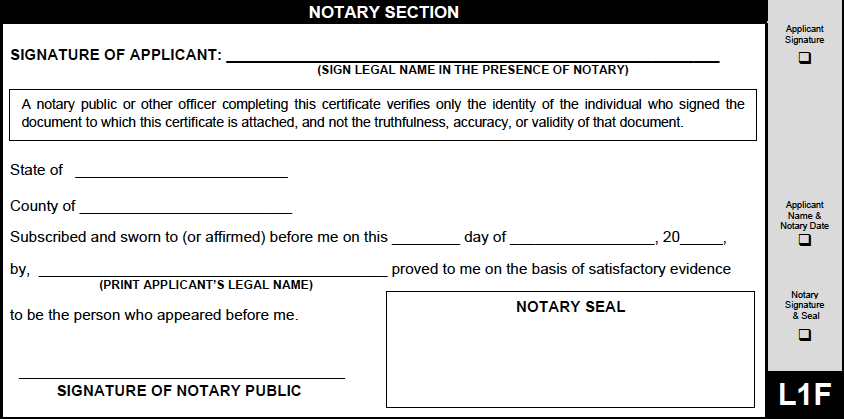 NOTARY SECTION
Applicant
Signature
❏
SIGNATURE OF APPLICANT: ____________________
(SIGN LEGAL NAME IN THE PRESENCE OF NOTARY)
A notary public or other officer completing this certificate verifies only the identity of the individual who signed the
document to which this certificate is attached, and not the truthfulness, accuracy, or validity of that document.
State of ____________________
County of ____________________
Applicant
Name &
Notary Date
❏
Subscribed and sworn to (or affirmed) before me on this ________ day of _________________, 20_____,
by, ____________________ proved to me on the basis of satisfactory evidence
(PRINT APPLICANT'S LEGAL NAME)
to be the person who appeared before me.
NOTARY SEAL
Notary
Signature
& Seal
❏
SIGNATURE OF NOTARY PUBLIC
L1F